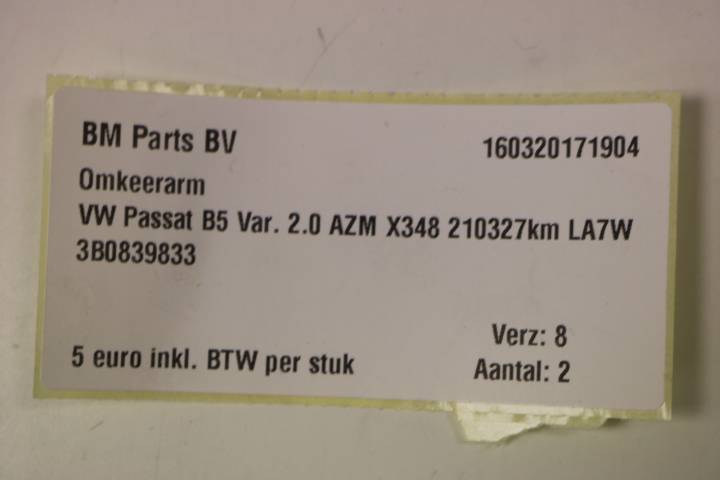 BM Parts BV 160320171904
Omkeerarm
VW Passat B5 Var. 2.0 AZM X348 210327km LA7W
3B0839833
Verz: 8
5 euro inkl. BTW per stuk Aantal: 2